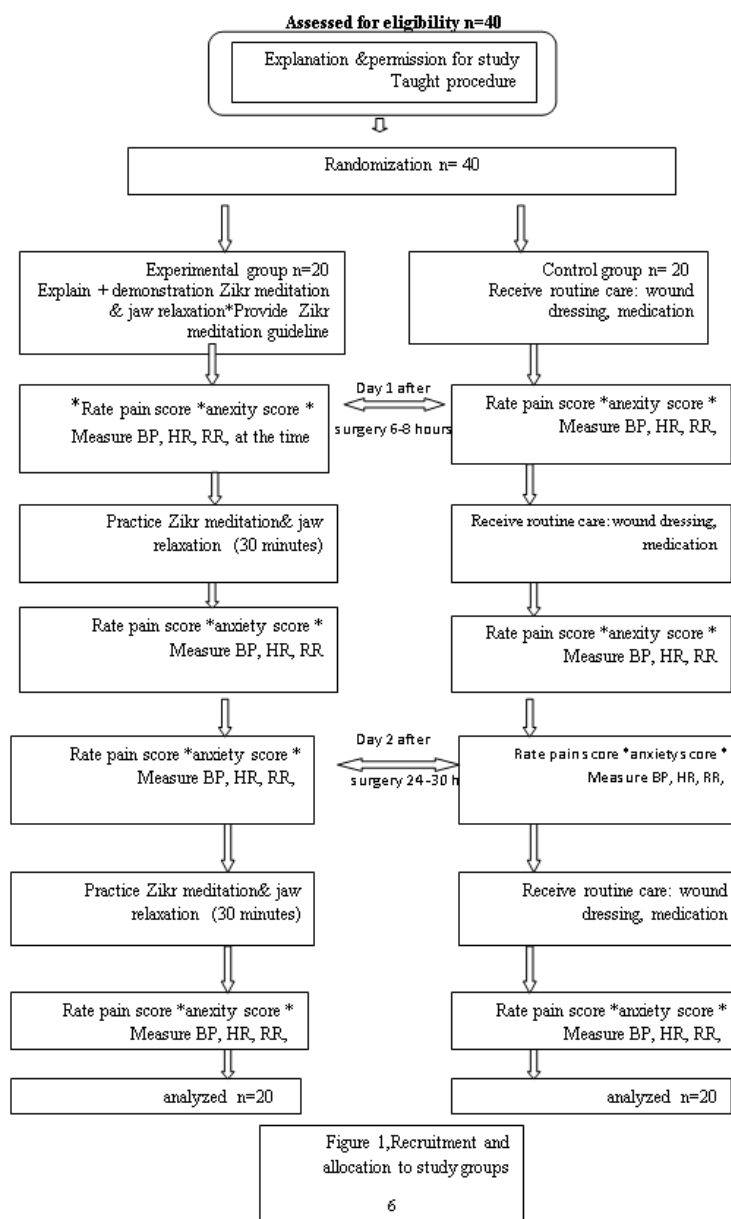 Assessed for eligibility n=40
Explanation &permission for study
Taught procedure
Randomization n= 40
Experimental group n=20
Explain + demonstration Zikr meditation
& jaw relaxation*Provide Zikr
meditation guideline
Control group n= 20
Receive routine care: wound
dressing, medication
*Rate pain score *anexity score *
Measure BP, HR, RR, at the time
Day 1 after
surgery 6-8 hours
Rate pain score *anexity score *
Measure BP, HR, RR,
Practice Zikr meditation& jaw
relaxation (30 minutes)
Receive routine care: wound dressing,
medication
Rate pain score *anxiety score *
Measure BP, HR, RR
Rate pain score *anexity score *
Measure BP, HR, RR
Rate pain score *anxiety score *
Measure BP, HR, RR,
Day 2 after
surgery 24-30 h
Rate pain score *anxiety score *
Measure BP, HR, RR,
Practice Zikr meditation& jaw
relaxation (30 minutes)
Receive routine care: wound
dressing, medication
Rate pain score *anexity score *
Measure BP, HR, RR,
Rate pain score *anxiety score *
Measure BP, HR, RR,
analyzed n=20
analyzed n=20
Figure 1,Recruitment and
allocation to study groups
6